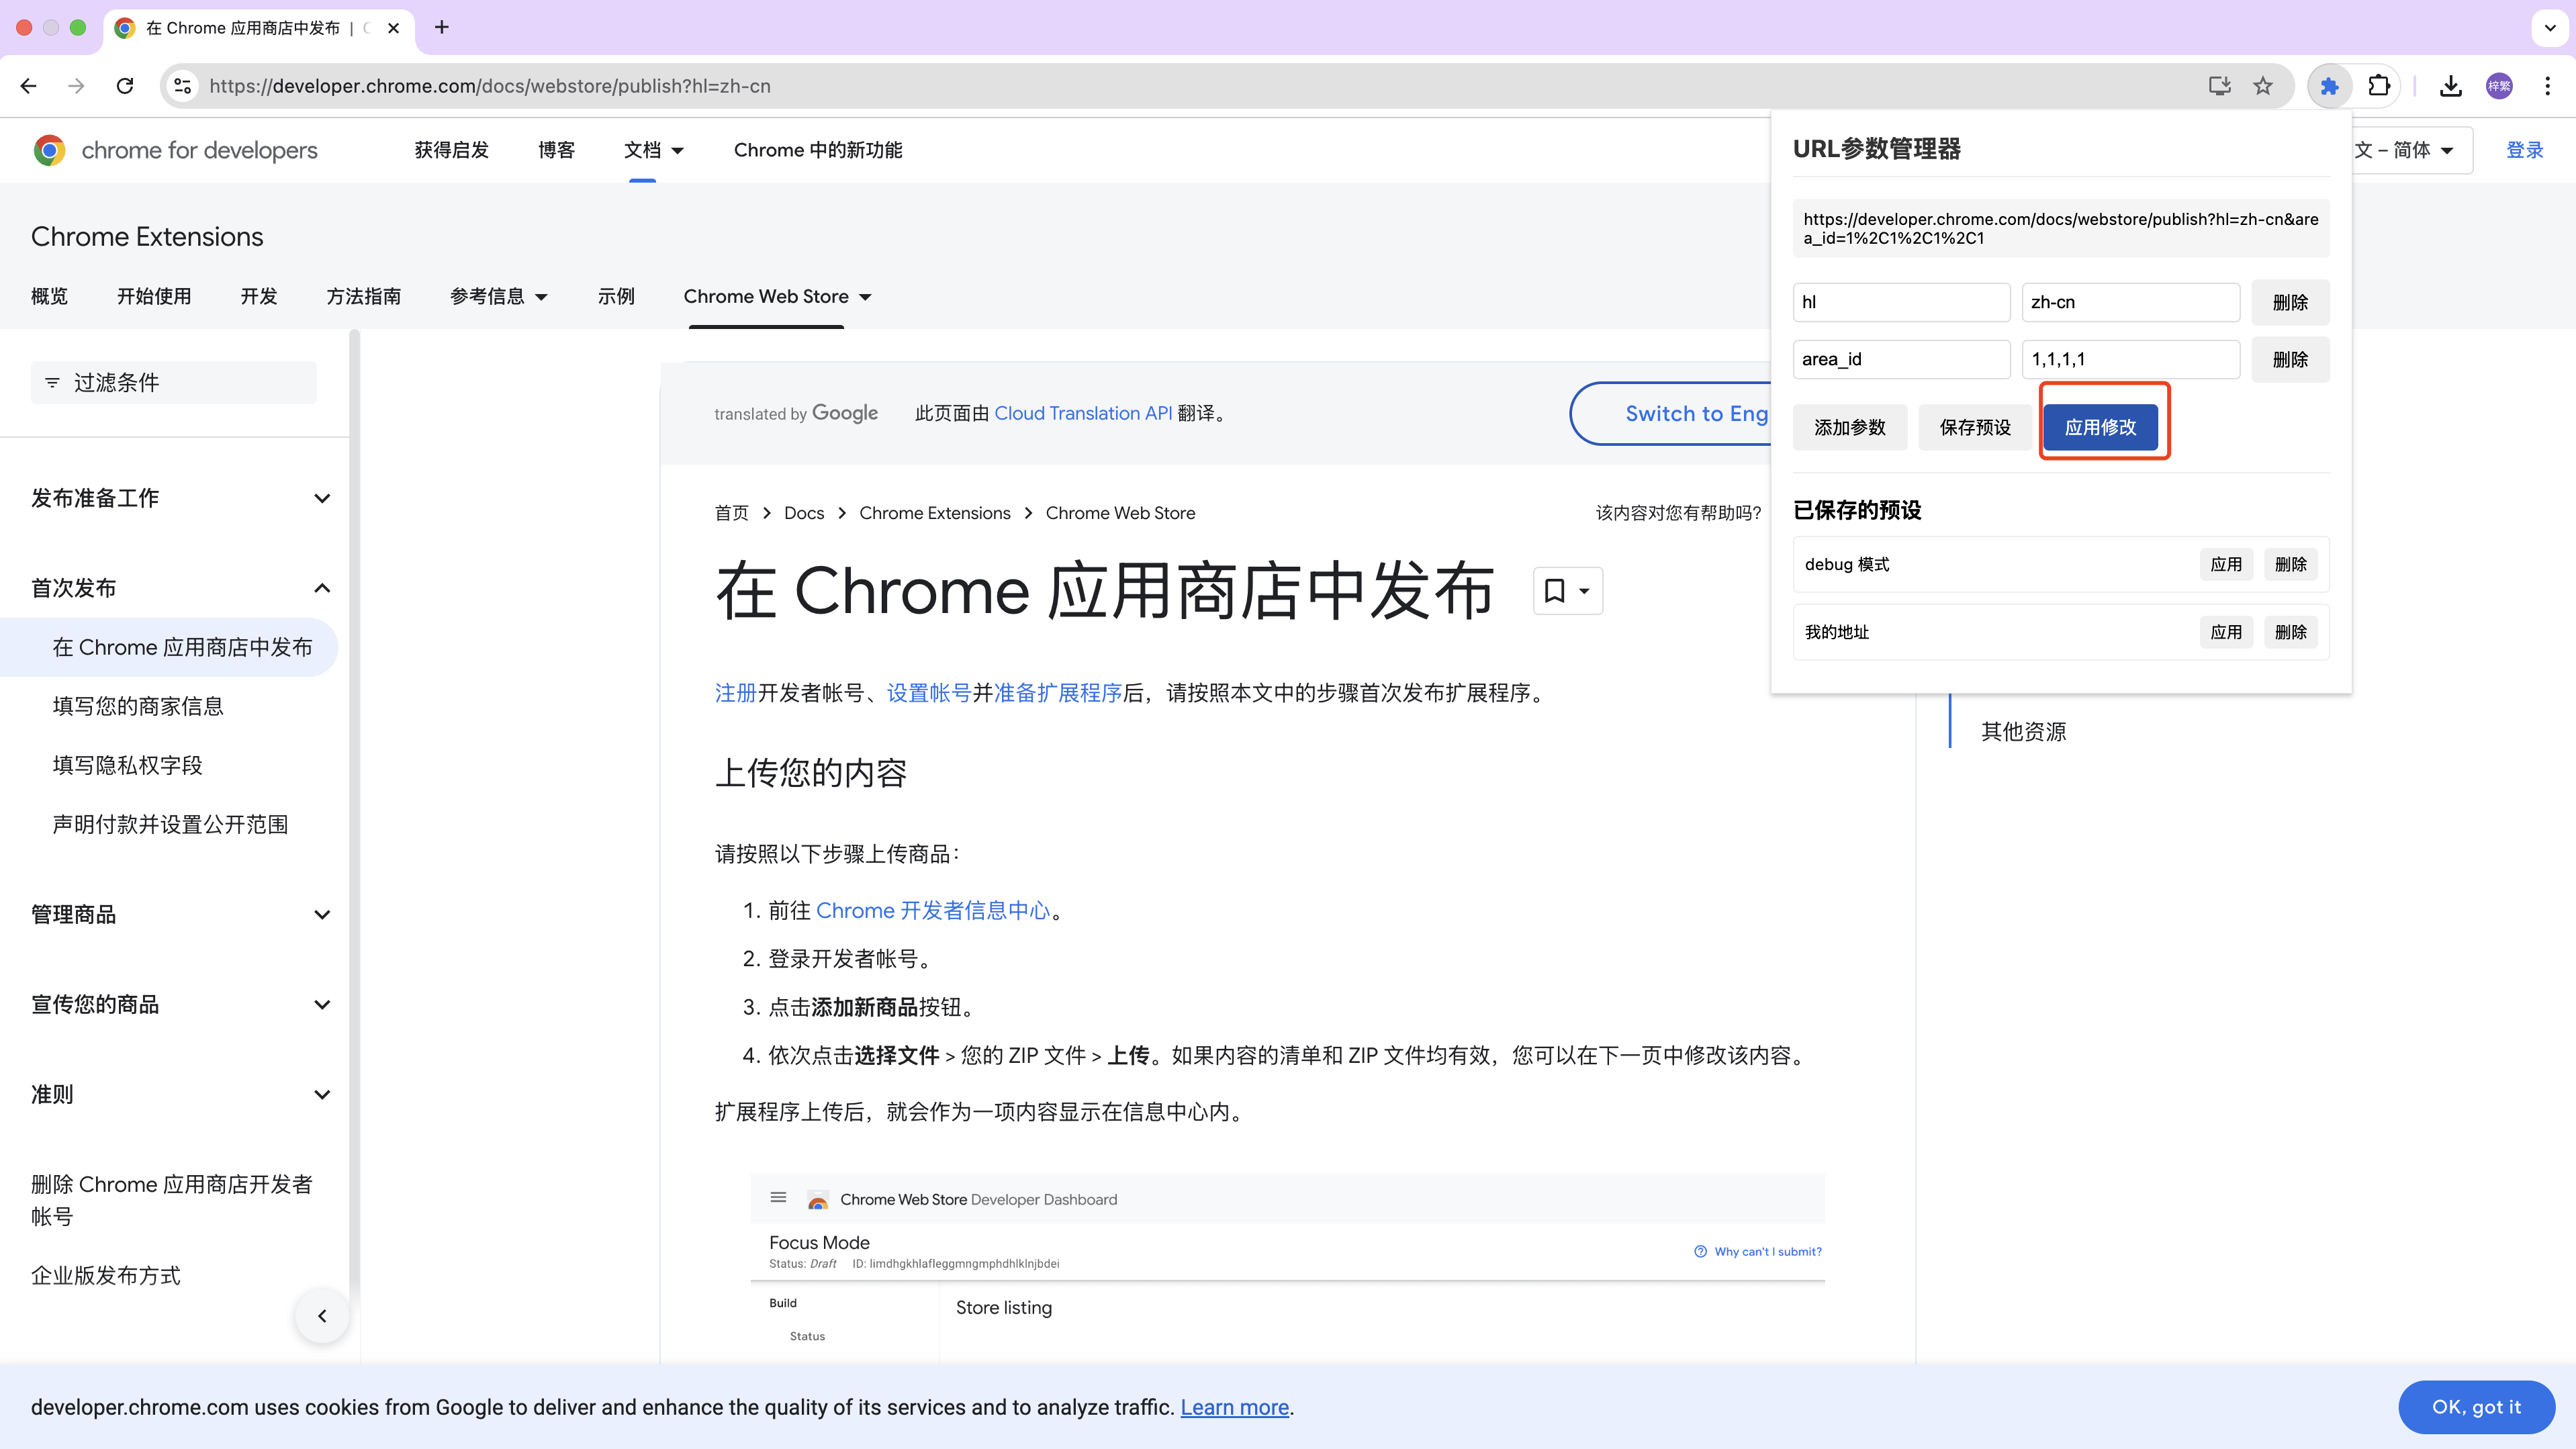 在 Chrome 应用商店中发布 | C
https://developer.chrome.com/docs/webstore/publish?hl=zh-cn
梓繁
chrome for developers
获得启发
博客
文档
Chrome 中的新功能
文 – 简体
登录
Chrome Extensions
概览
开始使用
开发
方法指南
参考信息
示例
Chrome Web Store
过滤条件
发布准备工作
首次发布
在 Chrome 应用商店中发布
填写您的商家信息
填写隐私权字段
声明付款并设置公开范围
管理商品
宣传您的商品
准则
删除 Chrome 应用商店开发者
帐号
企业版发布方式
translated by Google
此页面由 Cloud Translation API 翻译。
Switch to Eng
首页 > Docs > Chrome Extensions > Chrome Web Store
该内容对您有帮助吗?
在 Chrome 应用商店中发布
注册开发者帐号、设置帐号并准备扩展程序后，请按照本文中的步骤首次发布扩展程序。
上传您的内容
请按照以下步骤上传商品：
1. 前往 Chrome 开发者信息中心。
2. 登录开发者帐号。
3. 点击添加新商品按钮。
4. 依次点击选择文件 > 您的 ZIP 文件 > 上传。如果内容的清单和 ZIP 文件均有效，您可以在下一页中修改该内容。
扩展程序上传后，就会作为一项内容显示在信息中心内。
Chrome Web Store Developer Dashboard
Focus Mode
Status: Draft ID: limdhgkhlafleggmngmphdhlklnjbdei
Why can't I submit?
Build
Status
Store listing
URL参数管理器
https://developer.chrome.com/docs/webstore/publish?hl=zh-cn&are
a_id=1%2C1%2C1%2C1
hl
zh-cn
删除
area_id
1,1,1,1
删除
添加参数
保存预设
应用修改
已保存的预设
debug 模式
应用
删除
我的地址
应用
删除
其他资源
developer.chrome.com uses cookies from Google to deliver and enhance the quality of its services and to analyze traffic. Learn more.
OK, got it